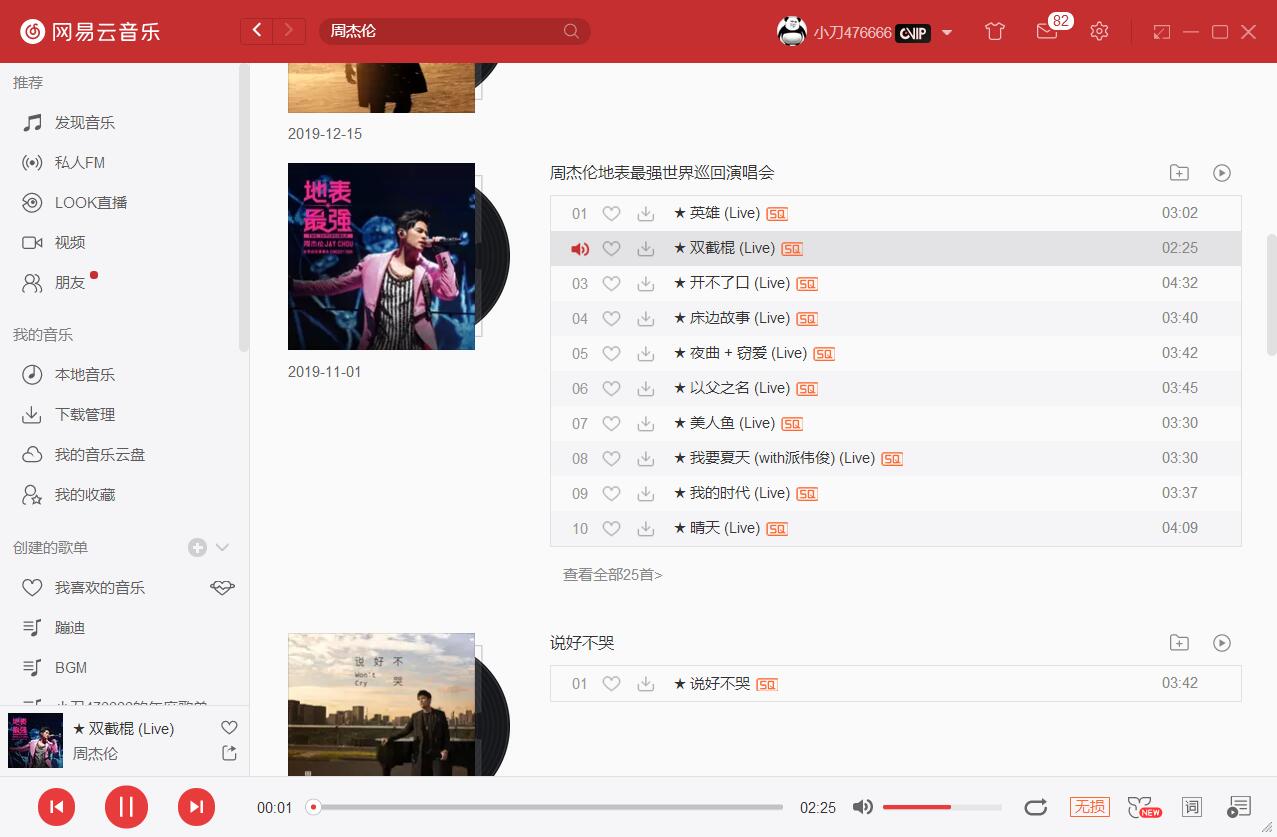 网易云音乐
周杰伦
小刀476666
VIP
82
推荐
发现音乐
私人FM
LOOK直播
视频
朋友
我的音乐
本地音乐
下载管理
我的音乐云盘
我的收藏
创建的歌单
我喜欢的音乐
蹦迪
BGM
2019-12-15
地表
最强
周杰伦 JAY CHOU
2019-11-01
周杰伦地表最强世界巡回演唱会
01 ★ 英雄 (Live) SQ 03:02
★ 双截棍 (Live) SQ 02:25
03 ★ 开不了口 (Live) SQ 04:32
04 ★ 床边故事 (Live) SQ 03:40
05 ★ 夜曲 + 窃爱 (Live) SQ 03:42
06 ★ 以父之名 (Live) SQ 03:45
07 ★ 美人鱼 (Live) SQ 03:30
08 ★ 我要夏天 (with派伟俊) (Live) SQ 03:30
09 ★ 我的时代 (Live) SQ 03:37
10 ★ 晴天 (Live) SQ 04:09
查看全部25首>
说好不
Won't
Cry 哭
说好不哭
01 ★ 说好不哭 SQ 03:42
地表
最强
★ 双截棍 (Live)
周杰伦
00:01
02:25
无损
NEW
词